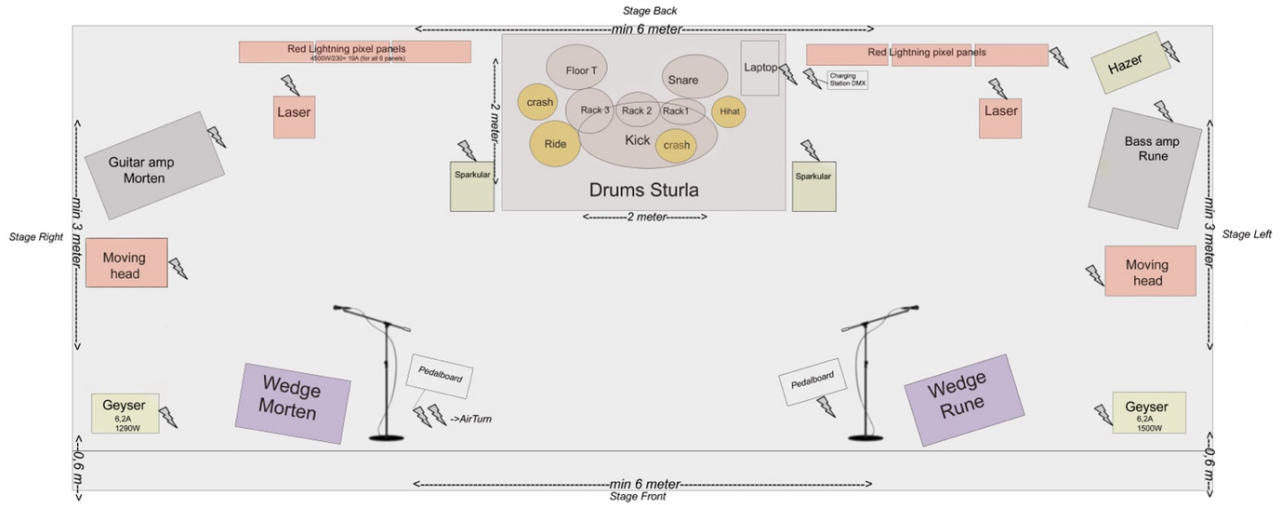 Stage Back
<---------------------------min 6 meter--------------------------->
Red Lightning pixel panels
4500W/230= 19A (for all 6 panels)
Red Lightning pixel panels
Hazer
Laptop
Charging
Station DMX
Floor T
Snare
crash
Rack 3
Rack 2
Rack1
Hihat
Ride
Kick
crash
<-----2 meter----->
Laser
Laser
Guitar amp
Morten
Bass amp
Rune
Sparkular
Sparkular
Drums Sturla
<---------2 meter------->
Stage Right
<-----------min 3 meter------------>
<-----------min 3 meter------------>
Stage Left
Moving
head
Moving
head
Pedalboard
Pedalboard
Wedge
Morten
Wedge
Rune
->AirTurn
Geyser
6,2A
1290W
Geyser
6,2A
1500W
<--0,6 m-->
<--0,6 m-->
<---------------------------min 6 meter--------------------------->
Stage Front